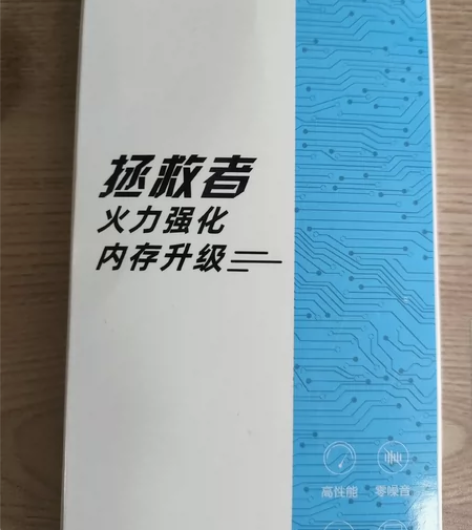 拯救者
火力强化
内存升级
高性能 零噪音